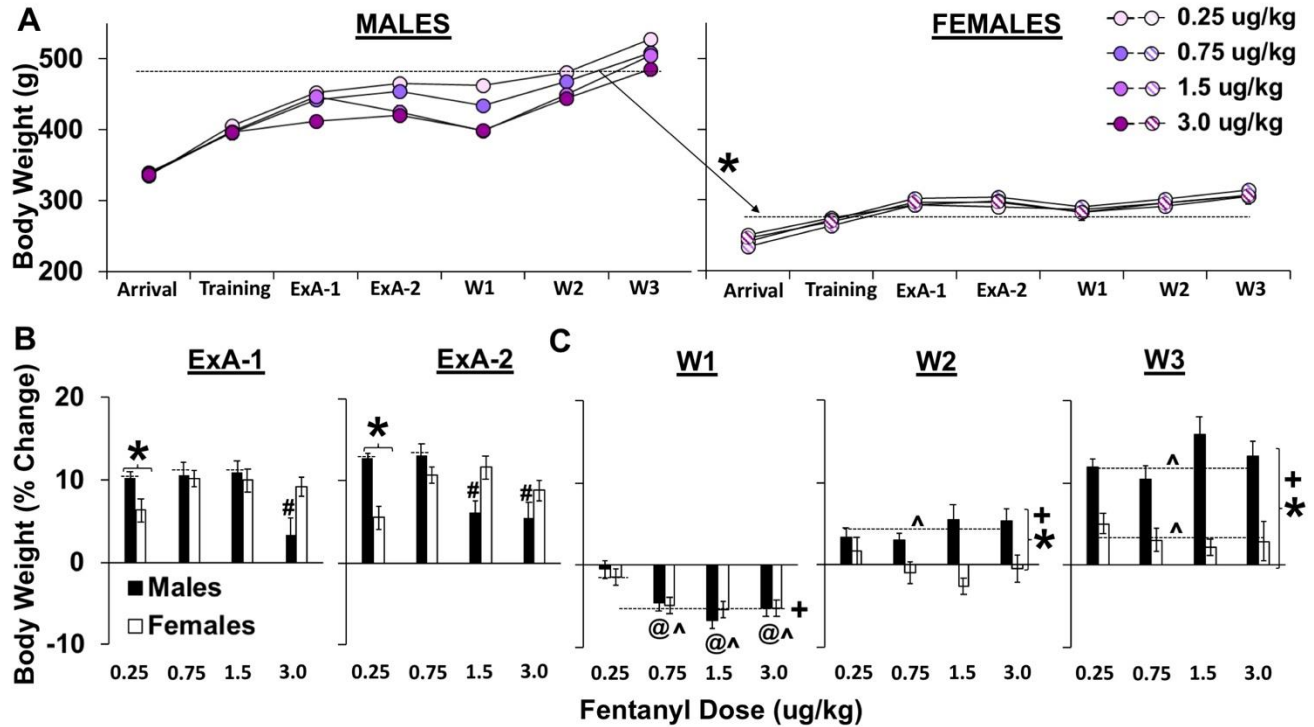 A
MALES
FEMALES
0.25 ug/kg
0.75 ug/kg
1.5 ug/kg
3.0 ug/kg
Body Weight (g)
500
400
300
200
*
Arrival Training ExA-1 ExA-2 W1 W2 W3
Arrival Training ExA-1 ExA-2 W1 W2 W3
B
C
ExA-1
ExA-2
W1
W2
W3
Body Weight (% Change)
20
10
0
-10
* #
* # #
@^ @^ @^ +
^ + *
^ ^ + *
Males
Females
0.25 0.75 1.5 3.0
0.25 0.75 1.5 3.0
0.25 0.75 1.5 3.0
0.25 0.75 1.5 3.0
0.25 0.75 1.5 3.0
Fentanyl Dose (ug/kg)